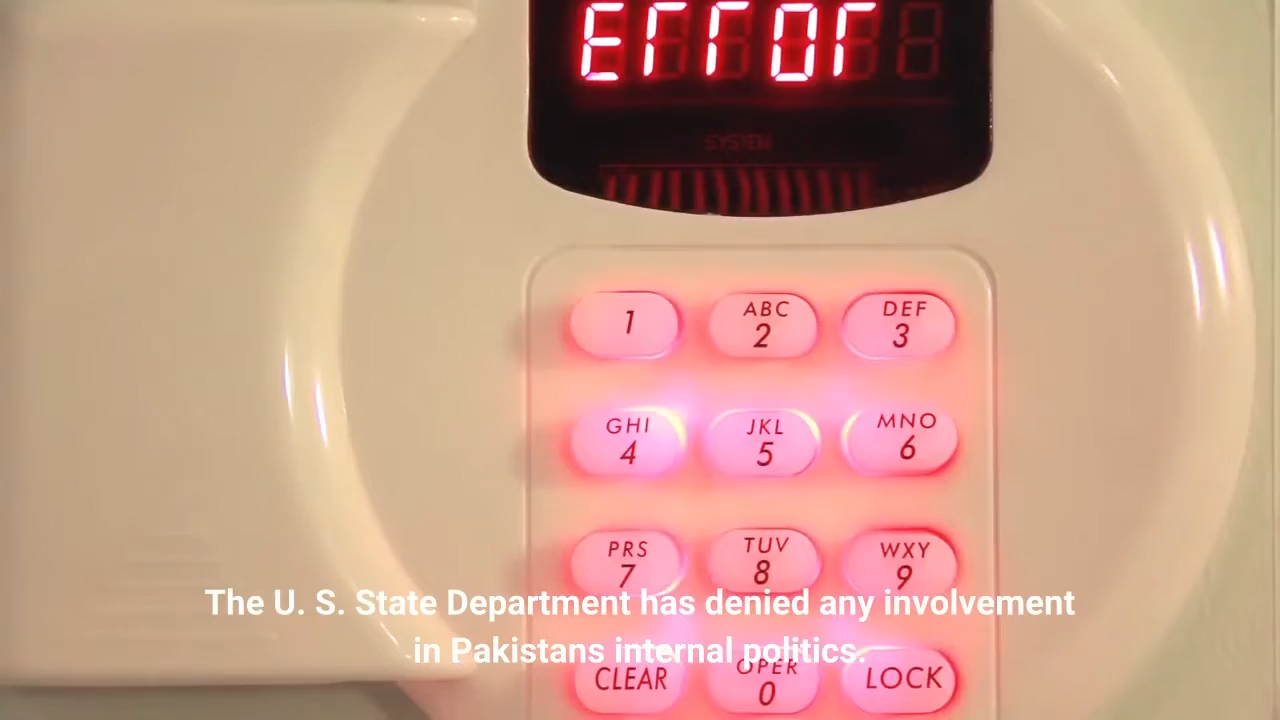 Error
SYSTEM
1
ABC
2
DEF
3
GHI
4
JKL
5
MNO
6
PRS
7
TUV
8
WXY
9
The U. S. State Department has denied any involvement
in Pakistans internal politics.
CLEAR
OPER
0
LOCK